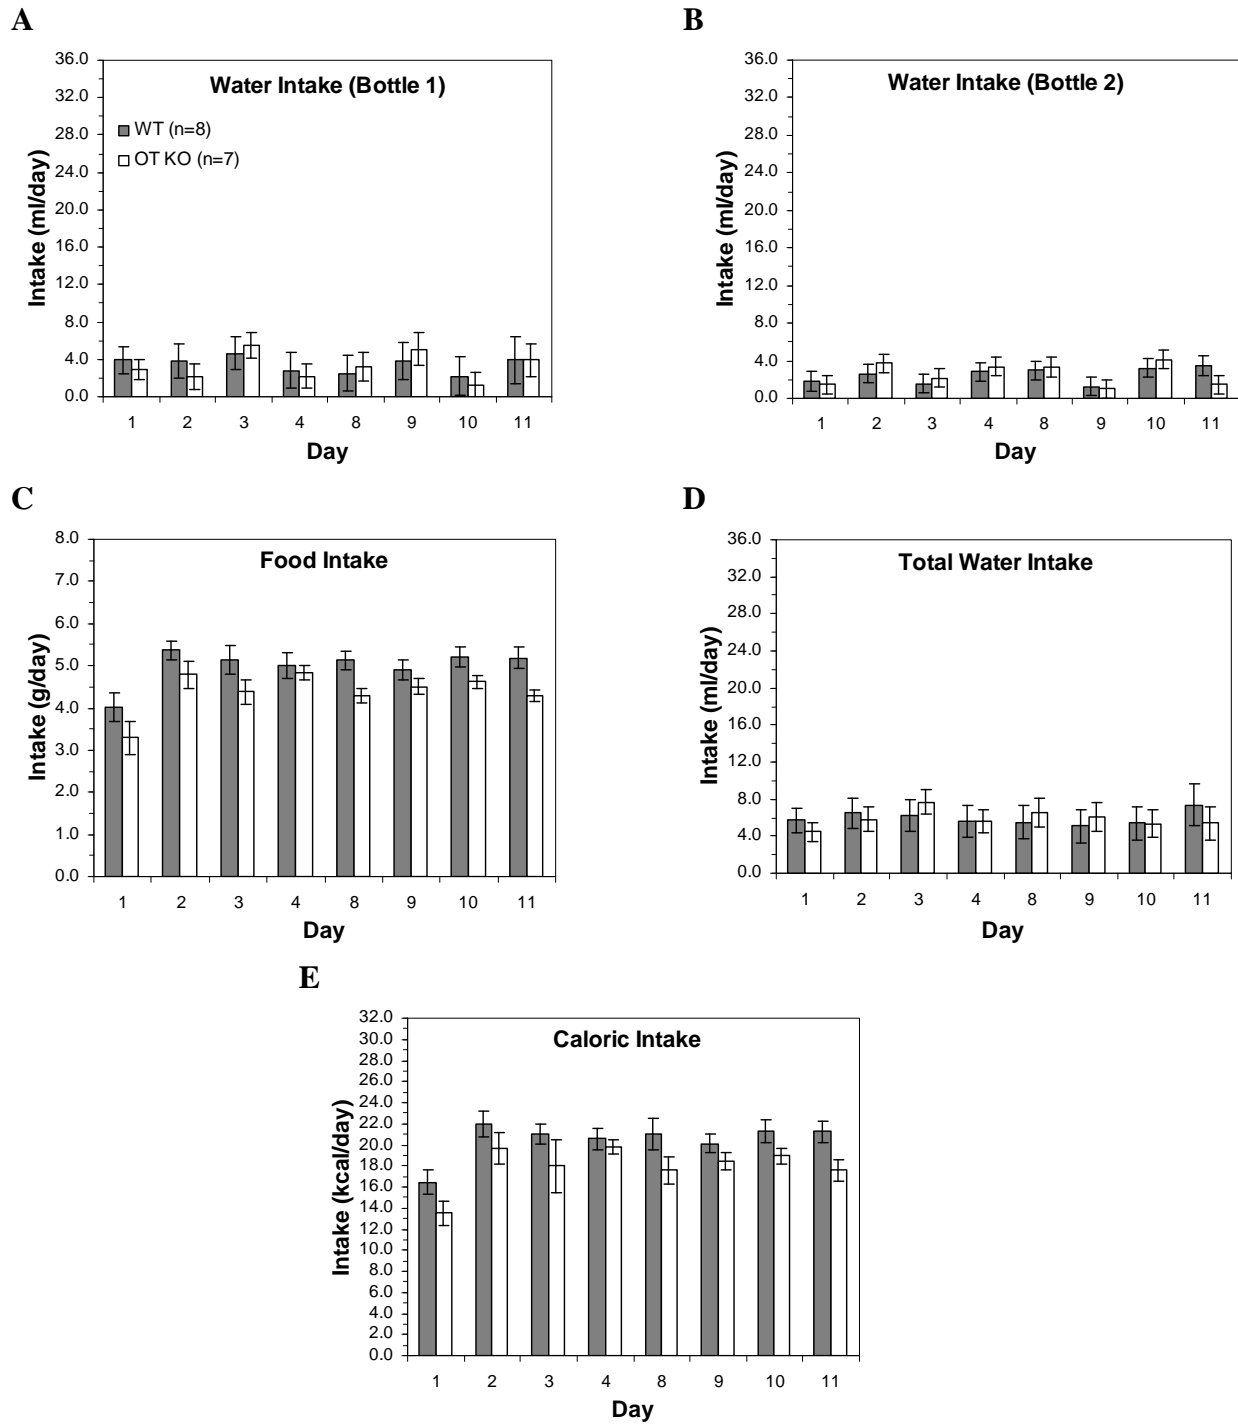 A
Water Intake (Bottle 1)
WT (n=8)
OT KO (n=7)
36.0
32.0
28.0
24.0
20.0
16.0
12.0
8.0
4.0
0.0
Intake (ml/day)
1 2 3 4 8 9 10 11
Day
B
Water Intake (Bottle 2)
36.0
32.0
28.0
24.0
20.0
16.0
12.0
8.0
4.0
0.0
Intake (ml/day)
1 2 3 4 8 9 10 11
Day
C
Food Intake
8.0
7.0
6.0
5.0
4.0
3.0
2.0
1.0
0.0
Intake (g/day)
1 2 3 4 8 9 10 11
Day
D
Total Water Intake
36.0
32.0
28.0
24.0
20.0
16.0
12.0
8.0
4.0
0.0
Intake (ml/day)
1 2 3 4 8 9 10 11
Day
E
Caloric Intake
32.0
30.0
28.0
26.0
24.0
22.0
20.0
18.0
16.0
14.0
12.0
10.0
8.0
6.0
4.0
2.0
0.0
Intake (kcal/day)
1 2 3 4 8 9 10 11
Day